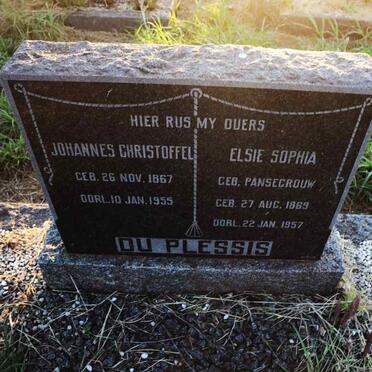 HIER RUS MY OUERS
JOHANNES CHRISTOFFEL
GEB. 26 NOV. 1867
OORL. 10 JAN. 1955
ELSIE SOPHIA
GEB. PANSEGROUW
GEB. 27 AUG. 1869
OORL. 22 JAN. 1957
DU PLESSIS